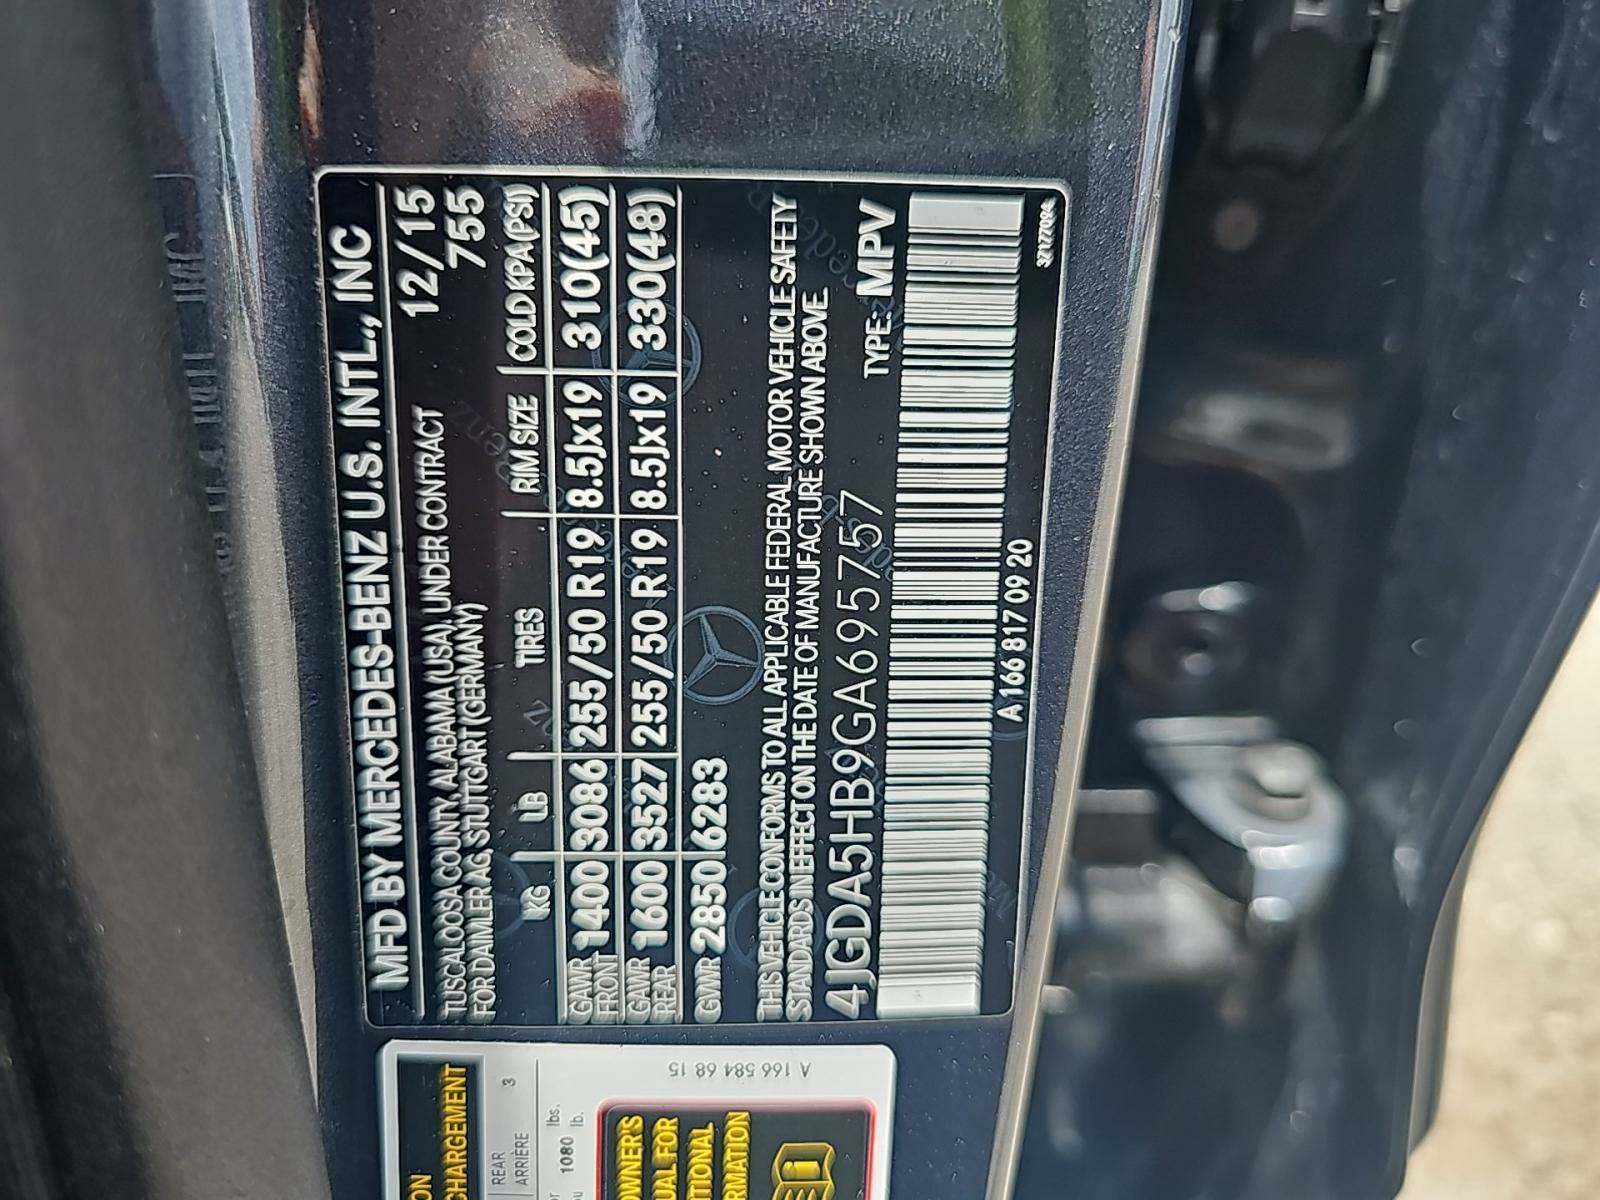 MFD BY MERCEDES-BENZ U.S. INTL., INC
TUSCALOOSA COUNTY, ALABAMA (USA), UNDER CONTRACT 12/15
FOR DAIMLER AG STUTTGART (GERMANY) 755
KG LB TIRES RIM SIZE COLD KPA(PSI)
GAWR FRONT 1400 3086 255/50 R19 8.5Jx19 310(45)
GAWR REAR 1600 3527 255/50 R19 8.5Jx19 330(48)
GVWR 2850 6283
THIS VEHICLE CONFORMS TO ALL APPLICABLE FEDERAL MOTOR VEHICLE SAFETY
STANDARDS IN EFFECT ON THE DATE OF MANUFACTURE SHOWN ABOVE.
4JGDA5HB9GA695757 TYPE: MPV
A 166 817 09 20
37177096
CHARGEMENT
REAR 3
ARRIÈRE
1080 lbs.
lb.
A 166 584 68 15
OWNER'S
FOR